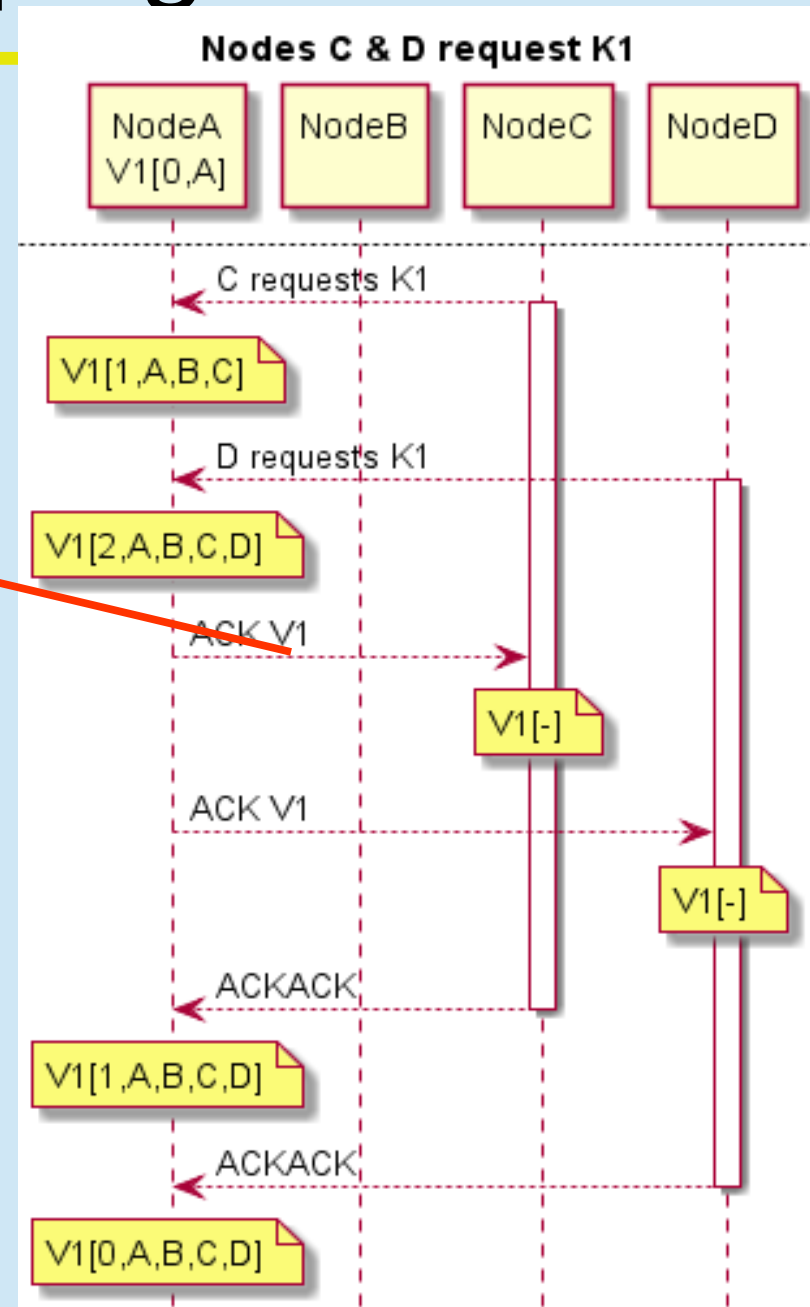 Nodes C & D request K1
NodeA
V1[0,A]
NodeB
NodeC
NodeD
C requests K1
V1[1,A,B,C]
D requests K1
V1[2,A,B,C,D]
ACK V1
V1[-]
ACK V1
V1[-]
ACKACK
V1[1,A,B,C,D]
ACKACK
V1[0,A,B,C,D]